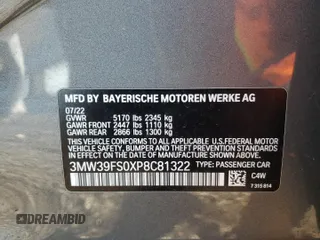 MFD BY BAYERISCHE MOTOREN WERKE AG
07/22
GVWR 5170 lbs 2345 kg
GAWR FRONT 2447 lbs 1110 kg
GAWR REAR 2866 lbs 1300 kg
THIS VEHICLE CONFORMS TO ALL APPLICABLE
U.S. FEDERAL MOTOR VEHICLE SAFETY,
BUMPER, AND THEFT PREVENTION STANDARDS
IN EFFECT ON THE DATE OF MANUFACTURE
SHOWN ABOVE.
3MW39FS0XP8C81322
TYPE: PASSENGER CAR
C4W
7 315 814
DREAMBID